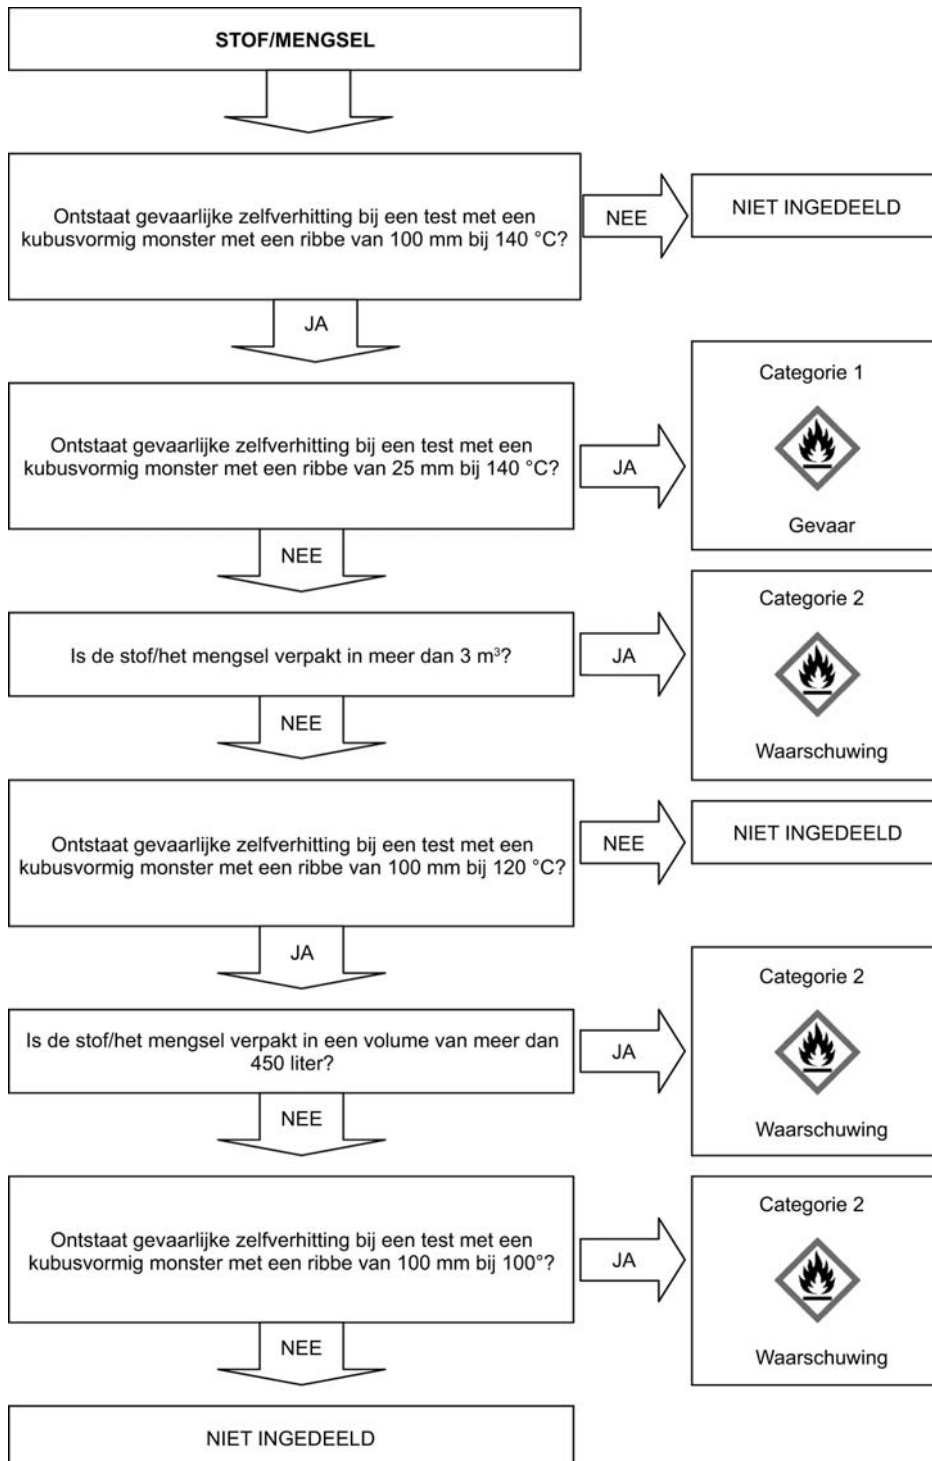 STOF/MENGSEL
Ontstaat gevaarlijke zelfverhitting bij een test met een
kubusvormig monster met een ribbe van 100 mm bij 140 °C?
NEE
NIET INGEDEELD
JA
Ontstaat gevaarlijke zelfverhitting bij een test met een
kubusvormig monster met een ribbe van 25 mm bij 140 °C?
JA
Categorie 1
Gevaar
NEE
Is de stof/het mengsel verpakt in meer dan 3 m³?
JA
Categorie 2
Waarschuwing
NEE
Ontstaat gevaarlijke zelfverhitting bij een test met een
kubusvormig monster met een ribbe van 100 mm bij 120 °C?
NEE
NIET INGEDEELD
JA
Is de stof/het mengsel verpakt in een volume van meer dan
450 liter?
JA
Categorie 2
Waarschuwing
NEE
Ontstaat gevaarlijke zelfverhitting bij een test met een
kubusvormig monster met een ribbe van 100 mm bij 100°?
JA
Categorie 2
Waarschuwing
NEE
NIET INGEDEELD